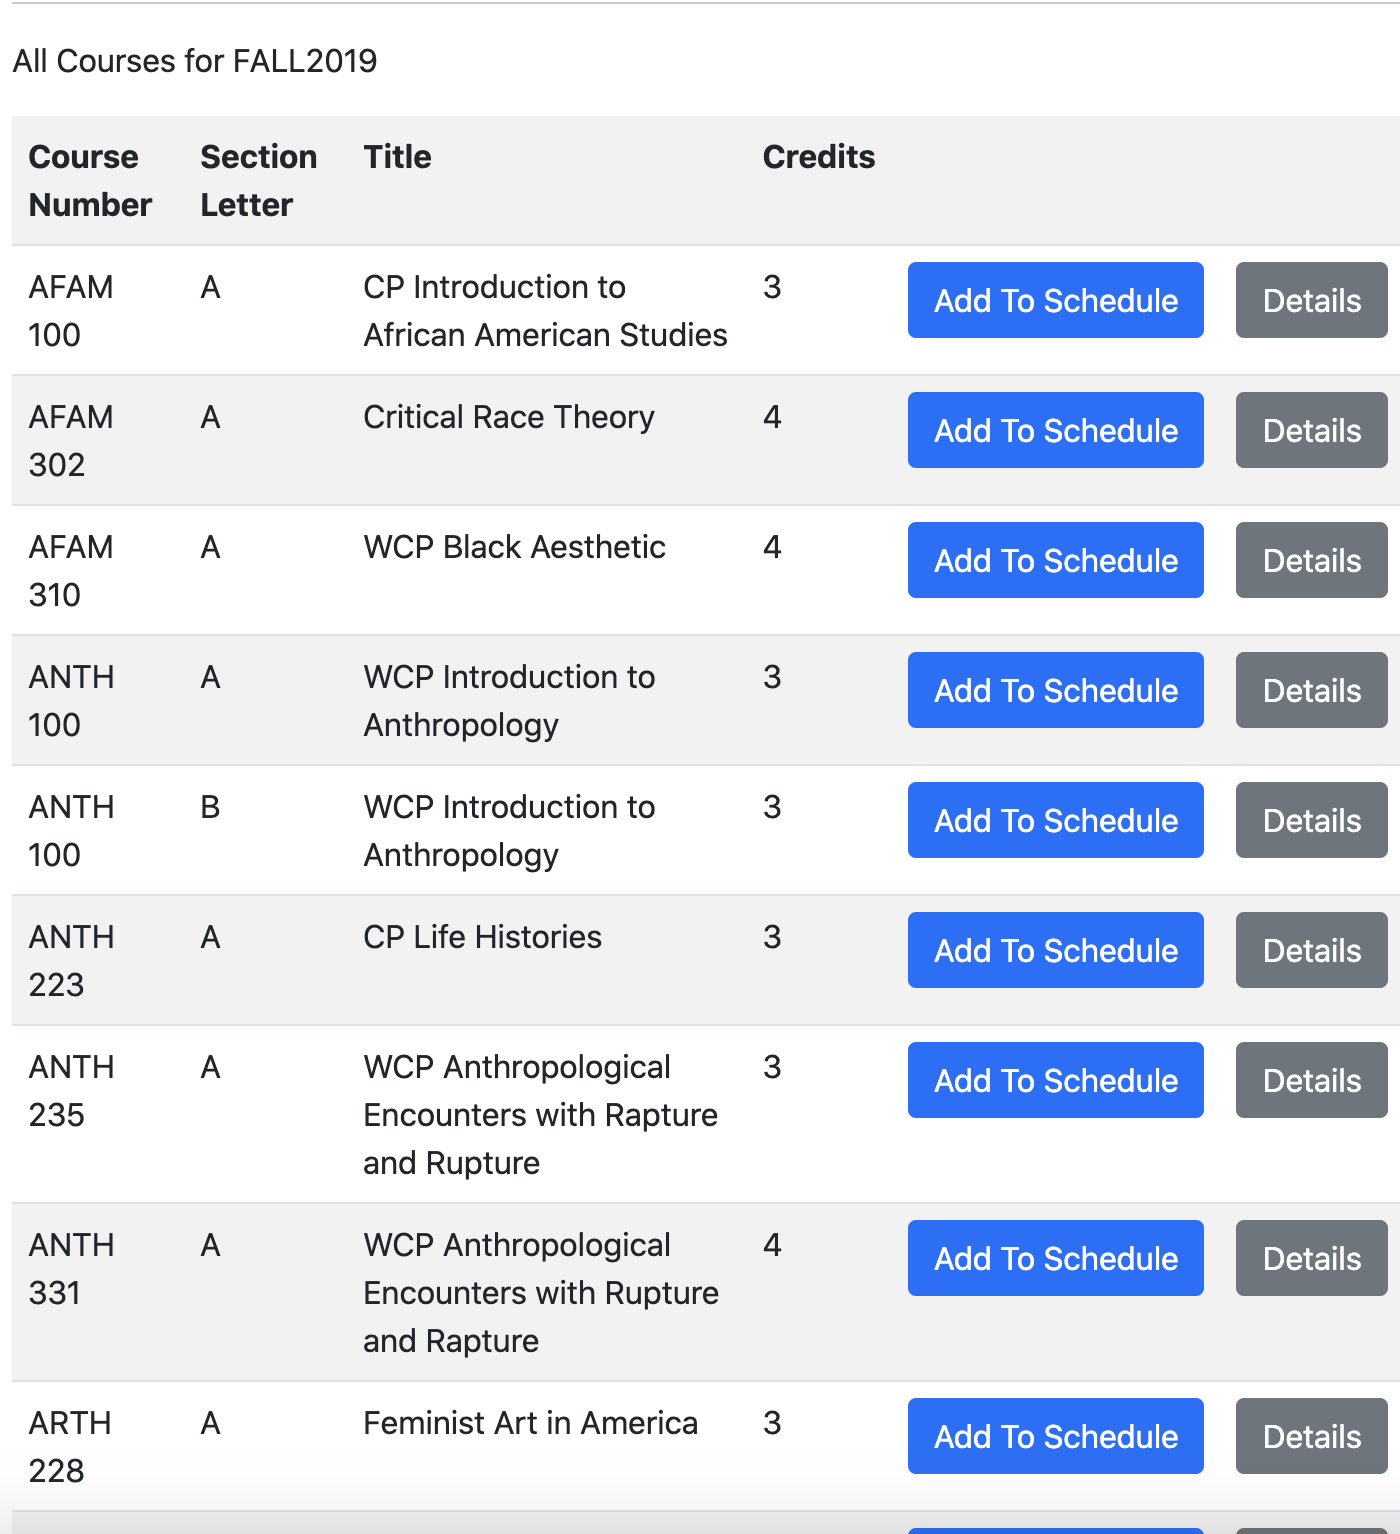 All Courses for FALL2019
Course Section Title Credits
Number Letter
AFAM A CP Introduction to 3 Add To Schedule Details
100 African American Studies
AFAM A Critical Race Theory 4 Add To Schedule Details
302
AFAM A WCP Black Aesthetic 4 Add To Schedule Details
310
ANTH A WCP Introduction to 3 Add To Schedule Details
100 Anthropology
ANTH B WCP Introduction to 3 Add To Schedule Details
100 Anthropology
ANTH A CP Life Histories 3 Add To Schedule Details
223
ANTH A WCP Anthropological 3 Add To Schedule Details
235 Encounters with Rapture
and Rupture
ANTH A WCP Anthropological 4 Add To Schedule Details
331 Encounters with Rupture
and Rapture
ARTH A Feminist Art in America 3 Add To Schedule Details
228